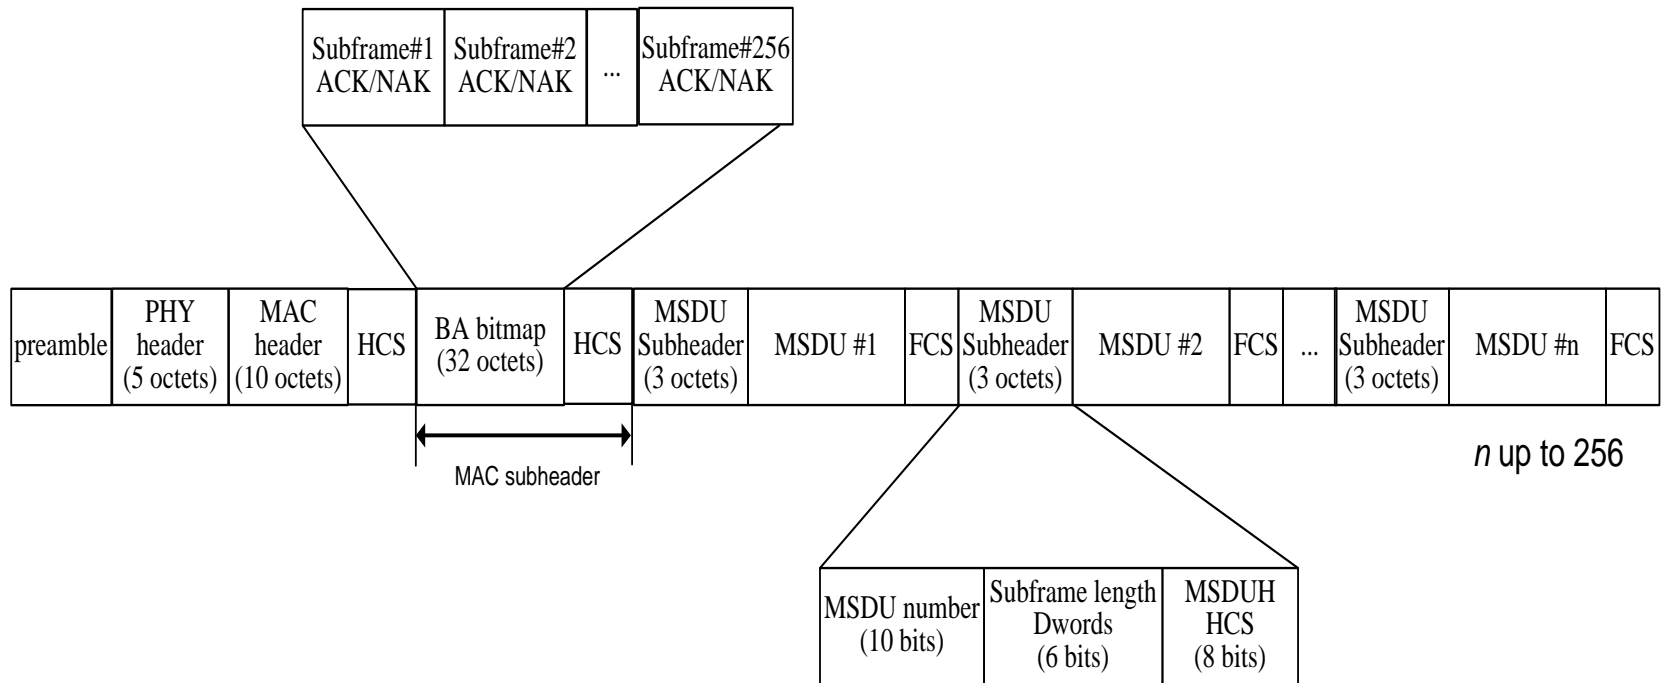 Subframe#1
ACK/NAK
Subframe#2
ACK/NAK
...
Subframe#256
ACK/NAK
preamble
PHY
header
(5 octets)
MAC
header
(10 octets)
HCS
BA bitmap
(32 octets)
HCS
MSDU
Subheader
(3 octets)
MSDU #1
FCS
MSDU
Subheader
(3 octets)
MSDU #2
FCS
...
MSDU
Subheader
(3 octets)
MSDU #n
FCS
MAC subheader
n up to 256
MSDU number
(10 bits)
Subframe length
Dwords
(6 bits)
MSDUH
HCS
(8 bits)